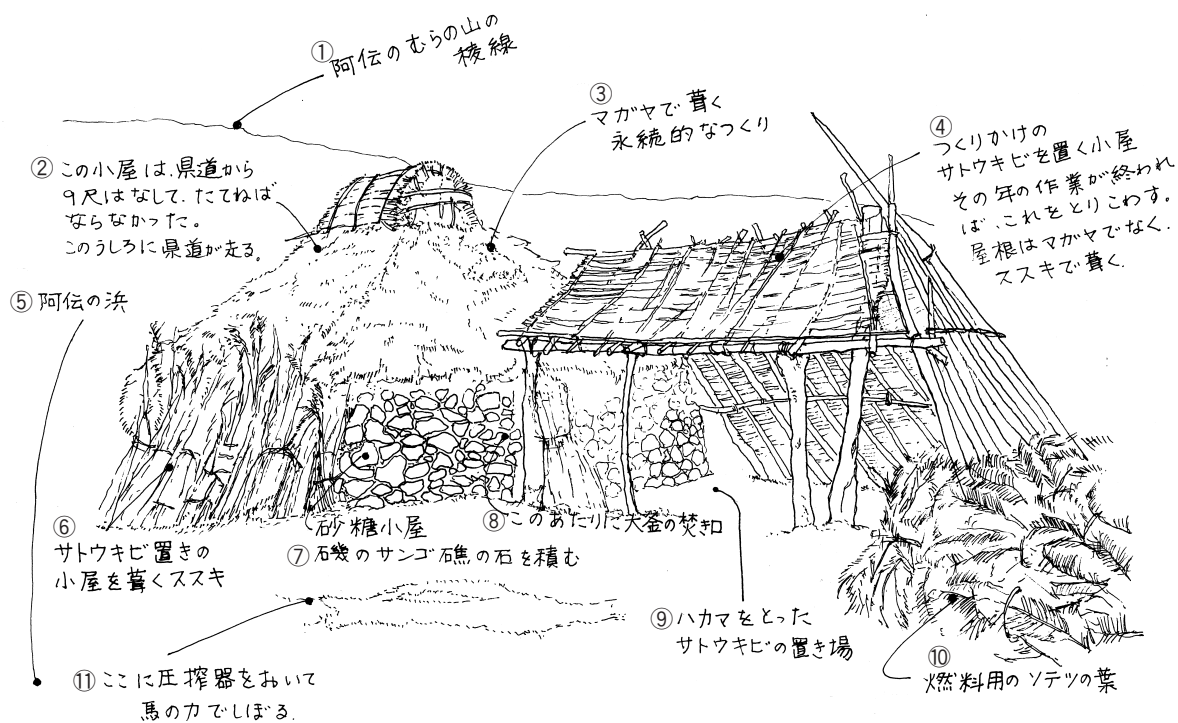 ① 阿伝のむらの山の
稜線
② この小屋は、県道から
9尺はなして、たてねば
ならなかった。
このうしろに県道が走る。
③ マガヤで葺く
永続的なつくり
④ つくりかけの
サトウキビを置く小屋
その年の作業が終われ
ば、これをとりこわす。
屋根はマガヤでなく、
ススキで葺く。
⑤ 阿伝の浜
⑥
サトウキビ置きの
小屋を葺くススキ
砂糖小屋
⑦ 石磯のサンゴ礁の石を積む
⑧ このあたりに大釜の焚き口
⑨ ハカマをとった
サトウキビの置き場
⑩
燃料用のソテツの葉
⑪ ここに圧搾器をおいて
馬の力でしぼる。